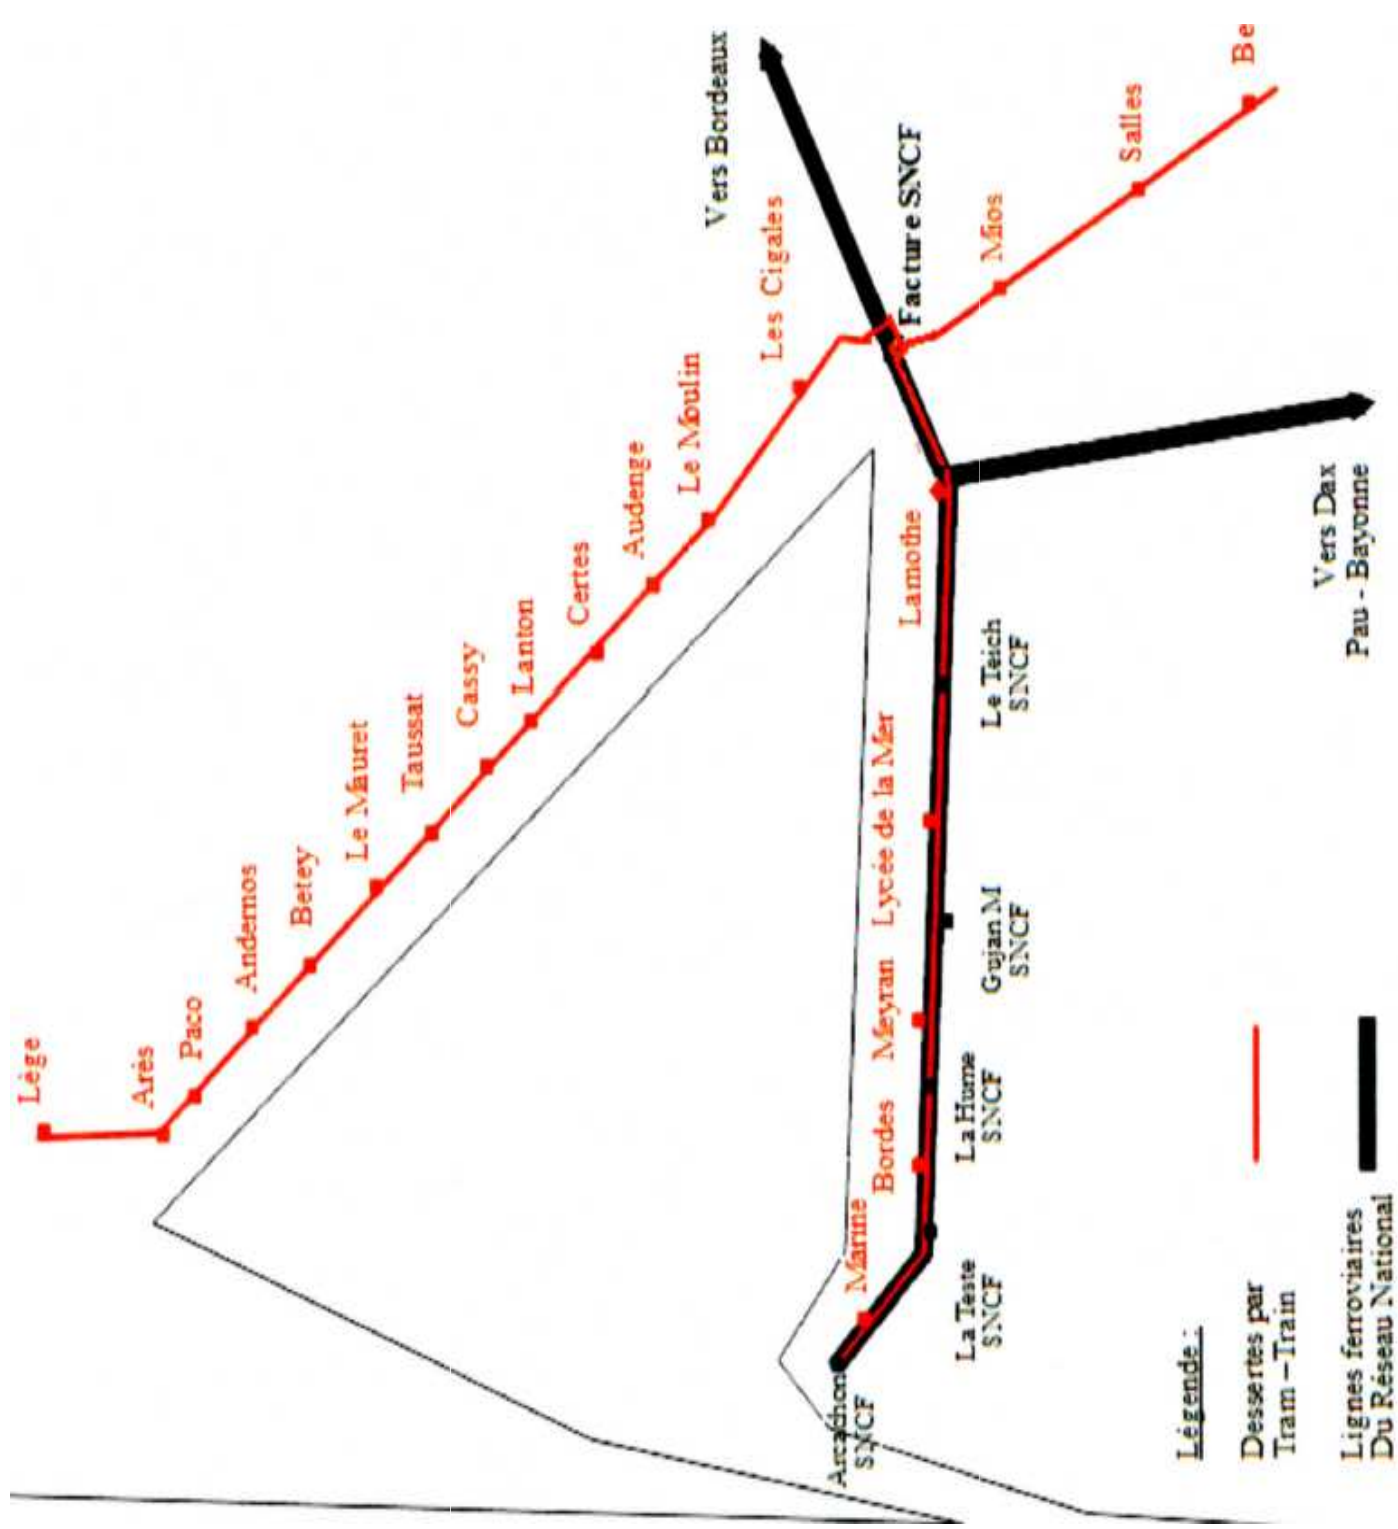 Lège
Arès
Paco
Andernos
Betey
Le Mauret
Taussat
Cassy
Lanton
Certes
Audenge
Le Moulin
Les Cigales
Vers Bordeaux
Facture SNCF
Mios
Salles
Be
Lamothe
Le Teich
SNCF
Lycée de la Mer
Gujan M
SNCF
Meyran
La Hume
SNCF
Bordes
La Teste
SNCF
Marine
Arcachon
SNCF
Vers Dax
Pau - Bayonne
Légende :
Dessertes par
Tram-Train
Lignes ferroviaires
Du Réseau National